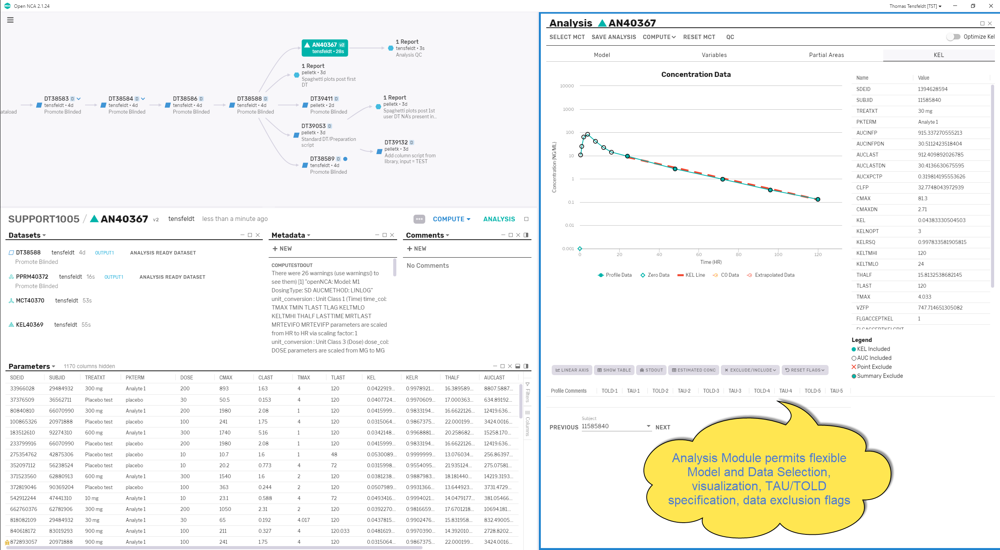 Open NCA 2.1.24
Thomas Tensfeldt [TST]
AN40367 v2
tensfeldt • 28s
1 Report
tensfeldt • 3s
Analysis QC
1 Report
pelletk • 3d
Spaghetti plots post first
DT
ataload
DT38583 D
tensfeldt • 4d
Promote Blinded
DT38584 D
tensfeldt • 4d
Promote Blinded
DT38586 D
tensfeldt • 4d
Promote Blinded
DT38588 D
tensfeldt • 4d
Promote Blinded
DT39411 D
pelletk • 2d
Promote Blinded
1 Report
pelletk • 3d
Spaghetti plots post 1st
user DT NA's present in...
DT39053 D
pelletk • 3d
Standard DT/Preparation
script
DT39132 D
pelletk • 3d
Add column script from
library, input = TEST
DT38589 D
tensfeldt • 4d
Promote Blinded
SUPPORT1005 / AN40367 v2 tensfeldt less than a minute ago
COMPUTE ANALYSIS
Datasets
DT38588 tensfeldt 4d OUTPUT1 ANALYSIS READY DATASET
Promote Blinded
PPRM40372 tensfeldt 16s OUTPUT1 ANALYSIS READY DATASET
Promote Blinded
MCT40370 tensfeldt 53s
KEL40369 tensfeldt 55s
Metadata
+ NEW
COMPUTESTDOUT
There were 26 warnings (use warnings() to
see them) [1] "openNCA: Model: M1
DosingType: SD AUCMETHOD: LINLOG"
unit_conversion : Unit Class 1 (Time) time_col:
TMAX TMIN TLAST TLAG KELTMLO
KELTMHI THALF LASTTIME MRTLAST
MRTEVIFO MRTEVIFP parameters are scaled
from HR to HR via scaling factor: 1
unit_conversion : Unit Class 3 (Dose) dose_col:
DOSE parameters are scaled from MG to MG
Comments
+ NEW
No Comments
Parameters 1170 columns hidden
SDEID SUBJID TREATXT PKTERM DOSE CMAX CLAST TMAX TLAST KEL KELR THALF AUCLAST
33966028 29484932 300 mg Analyte 1 200 893 1.63 4 120 0.0422919... 0.9978921... 16.389589... 8807.5887...
37376509 36562711 Placebo test placebo 30 50.5 0.153 4 120 0.0407724... 0.9970609... 17.000363... 634.89192...
80840810 66070990 300 mg Analyte 1 200 1980 2.08 1 120 0.0415999... 0.9833194... 16.6622126... 12419.636...
100865326 20971888 Placebo test placebo 100 241 1.75 4 120 0.0315064... 0.9867375... 22.000199... 3424.0016...
183512610 92274310 600 mg Analyte 1 300 1740 5.16 1 120 0.0342148... 0.9968881... 20.258682... 15258.170...
233799916 66070990 Placebo test placebo 200 1980 2.08 1 120 0.0415999... 0.9833194... 16.6622126... 12419.636...
275354762 42875306 Placebo test placebo 10 10.7 1.6 1 48 0.0530089... 0.9999999... 13.076034... 256.86397...
352097112 56238524 Placebo test placebo 10 20.2 0.773 4 72 0.0315998... 0.9554095... 21.935124... 275.07581...
371523560 62880913 600 mg Analyte 1 300 1540 1.6 2 120 0.0381238... 0.9887983... 18.181440... 14219.3193...
372819046 90369204 Placebo test placebo 100 363 0.244 2 120 0.0507989... 0.9931366... 13.644923... 3731.4729...
542912244 47441310 10 mg Analyte 1 10 23.1 0.588 4 72 0.0493416... 0.9994021... 14.0479177... 381.05466...
662760376 62781906 300 mg Analyte 1 200 1050 2.31 2 120 0.0392270... 0.9816659... 17.6701218... 10694.181...
818082109 29484932 30 mg Analyte 1 30 65 0.192 4.017 120 0.0437815... 0.9902476... 15.831958... 832.49005...
840618172 83019293 900 mg Analyte 1 100 211 0.327 4 120.033 0.0481619... 0.9970390... 14.392010... 2728.8202...
872893057 20971888 900 mg Analyte 1 100 241 1.75 4 120 0.0315064... 0.9867375... 22.000199... 3424.0016...
Filters
Columns
Analysis AN40367
SELECT MCT SAVE ANALYSIS COMPUTE RESET MCT QC Optimize Kel
Model Variables Partial Areas KEL
Concentration Data
10000
1000
100
10
1
0.1
0.01
0.001
Concentration (NG/ML)
0 20 40 60 80 100 120
Time (HR)
Profile Data Zero Data KEL Line C0 Data Extrapolated Data
Name Value
SDEID 1394628594
SUBJID 11585840
TREATXT 30 mg
PKTERM Analyte 1
AUCINFP 915.337270555213
AUCINFPDN 30.5112423518404
AUCLAST 912.409892026785
AUCLASTDN 30.4136630675595
AUCXPCTP 0.319814195553626
CLFP 32.7748043972939
CMAX 81.3
CMAXDN 2.71
KEL 0.04383330504503
KELNOPT 3
KELRSQ 0.997833581905815
KELTMHI 120
KELTMLO 24
THALF 15.8132538682145
TLAST 120
TMAX 4.033
VZFP 747.714651305082
FLGACCEPTKEL 1
FLGACCEPTKELCRIT
Legend
KEL Included
AUC Included
Point Exclude
Summary Exclude
LINEAR AXIS SHOW TABLE STDOUT ESTIMATED CONC EXCLUDE/INCLUDE RESET FLAGS
Profile Comments TOLD-1 TAU-1 TOLD-2 TAU-2 TOLD-3 TAU-3 TOLD-4 TAU-4 TOLD-5 TAU-5
Subject
PREVIOUS 11585840 NEXT
Analysis Module permits flexible
Model and Data Selection,
visualization, TAU/TOLD
specification, data exclusion flags